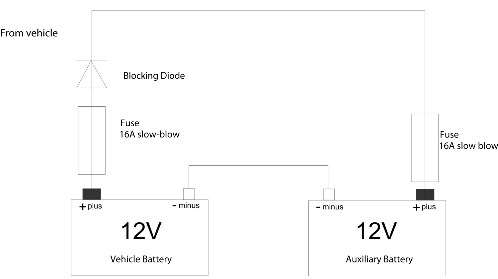 From vehicle
Blocking Diode
Fuse
16A slow-blow
Fuse
16A slow blow
+ plus
- minus
- minus
+ plus
12V
12V
Vehicle Battery
Auxiliary Battery